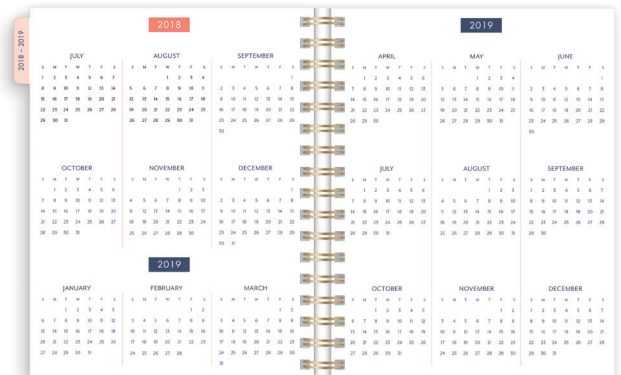 2018 – 2019
2018
JULY
S M T W T F S
1 2 3 4 5 6 7
8 9 10 11 12 13 14
15 16 17 18 19 20 21
22 23 24 25 26 27 28
29 30 31
AUGUST
S M T W T F S
1 2 3 4
5 6 7 8 9 10 11
12 13 14 15 16 17 18
19 20 21 22 23 24 25
26 27 28 29 30 31
SEPTEMBER
S M T W T F S
1
2 3 4 5 6 7 8
9 10 11 12 13 14 15
16 17 18 19 20 21 22
23 24 25 26 27 28 29
30
OCTOBER
S M T W T F S
1 2 3 4 5 6
7 8 9 10 11 12 13
14 15 16 17 18 19 20
21 22 23 24 25 26 27
28 29 30 31
NOVEMBER
S M T W T F S
1 2 3
4 5 6 7 8 9 10
11 12 13 14 15 16 17
18 19 20 21 22 23 24
25 26 27 28 29 30
DECEMBER
S M T W T F S
1
2 3 4 5 6 7 8
9 10 11 12 13 14 15
16 17 18 19 20 21 22
23 24 25 26 27 28 29
30 31
2019
JANUARY
S M T W T F S
1 2 3 4 5
6 7 8 9 10 11 12
13 14 15 16 17 18 19
20 21 22 23 24 25 26
27 28 29 30 31
FEBRUARY
S M T W T F S
1 2
3 4 5 6 7 8 9
10 11 12 13 14 15 16
17 18 19 20 21 22 23
24 25 26 27 28
MARCH
S M T W T F S
1 2
3 4 5 6 7 8 9
10 11 12 13 14 15 16
17 18 19 20 21 22 23
24 25 26 27 28 29 30
31
2019
APRIL
S M T W T F S
1 2 3 4 5 6
7 8 9 10 11 12 13
14 15 16 17 18 19 20
21 22 23 24 25 26 27
28 29 30
MAY
S M T W T F S
1 2 3 4
5 6 7 8 9 10 11
12 13 14 15 16 17 18
19 20 21 22 23 24 25
26 27 28 29 30 31
JUNE
S M T W T F S
1
2 3 4 5 6 7 8
9 10 11 12 13 14 15
16 17 18 19 20 21 22
23 24 25 26 27 28 29
30
JULY
S M T W T F S
1 2 3 4 5 6
7 8 9 10 11 12 13
14 15 16 17 18 19 20
21 22 23 24 25 26 27
28 29 30 31
AUGUST
S M T W T F S
1 2 3
4 5 6 7 8 9 10
11 12 13 14 15 16 17
18 19 20 21 22 23 24
25 26 27 28 29 30 31
SEPTEMBER
S M T W T F S
1 2 3 4 5 6 7
8 9 10 11 12 13 14
15 16 17 18 19 20 21
22 23 24 25 26 27 28
29 30
OCTOBER
S M T W T F S
1 2 3 4 5
6 7 8 9 10 11 12
13 14 15 16 17 18 19
20 21 22 23 24 25 26
27 28 29 30 31
NOVEMBER
S M T W T F S
1 2
3 4 5 6 7 8 9
10 11 12 13 14 15 16
17 18 19 20 21 22 23
24 25 26 27 28 29 30
DECEMBER
S M T W T F S
1 2 3 4 5 6 7
8 9 10 11 12 13 14
15 16 17 18 19 20 21
22 23 24 25 26 27 28
29 30 31